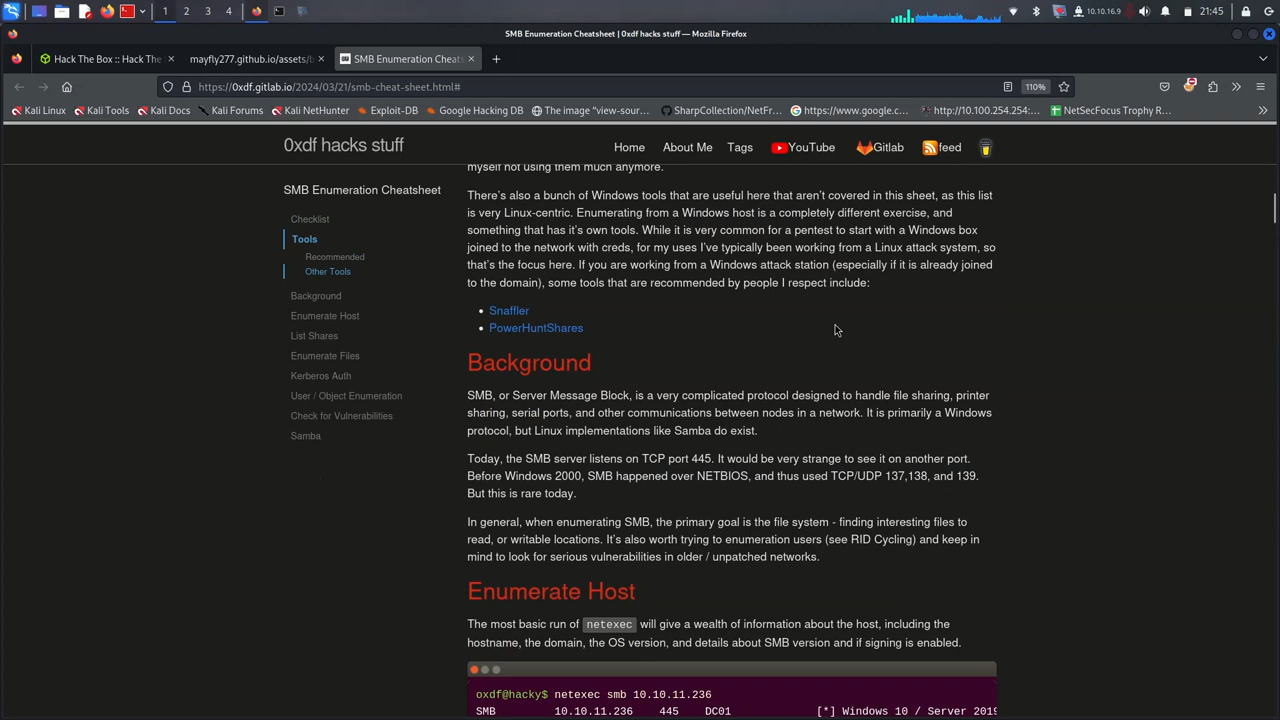 1 2 3 4 10.10.16.9 21:45
SMB Enumeration Cheatsheet | 0xdf hacks stuff — Mozilla Firefox
Hack The Box :: Hack The mayfly277.github.io/assets/ SMB Enumeration Cheats
https://0xdf.gitlab.io/2024/03/21/smb-cheat-sheet.html# 110%
Kali Linux Kali Tools Kali Docs Kali Forums Kali NetHunter Exploit-DB Google Hacking DB The image "view-sour... SharpCollection/NetFr... https://www.google.c... http://10.100.254.254:... NetSecFocus Trophy R...
0xdf hacks stuff
Home About Me Tags YouTube Gitlab feed
SMB Enumeration Cheatsheet
Checklist
Tools
Recommended
Other Tools
Background
Enumerate Host
List Shares
Enumerate Files
Kerberos Auth
User / Object Enumeration
Check for Vulnerabilities
Samba
myself not using them much anymore.
There's also a bunch of Windows tools that are useful here that aren't covered in this sheet, as this list
is very Linux-centric. Enumerating from a Windows host is a completely different exercise, and
something that has it's own tools. While it is very common for a pentest to start with a Windows box
joined to the network with creds, for my uses I've typically been working from a Linux attack system, so
that's the focus here. If you are working from a Windows attack station (especially if it is already joined
to the domain), some tools that are recommended by people I respect include:
• Snaffler
• PowerHuntShares
Background
SMB, or Server Message Block, is a very complicated protocol designed to handle file sharing, printer
sharing, serial ports, and other communications between nodes in a network. It is primarily a Windows
protocol, but Linux implementations like Samba do exist.
Today, the SMB server listens on TCP port 445. It would be very strange to see it on another port.
Before Windows 2000, SMB happened over NETBIOS, and thus used TCP/UDP 137,138, and 139.
But this is rare today.
In general, when enumerating SMB, the primary goal is the file system - finding interesting files to
read, or writable locations. It's also worth trying to enumeration users (see RID Cycling) and keep in
mind to look for serious vulnerabilities in older / unpatched networks.
Enumerate Host
The most basic run of netexec will give a wealth of information about the host, including the
hostname, the domain, the OS version, and details about SMB version and if signing is enabled.
oxdf@hacky$ netexec smb 10.10.11.236
SMB 10.10.11.236 445 DC01 [*] Windows 10 / Server 2019